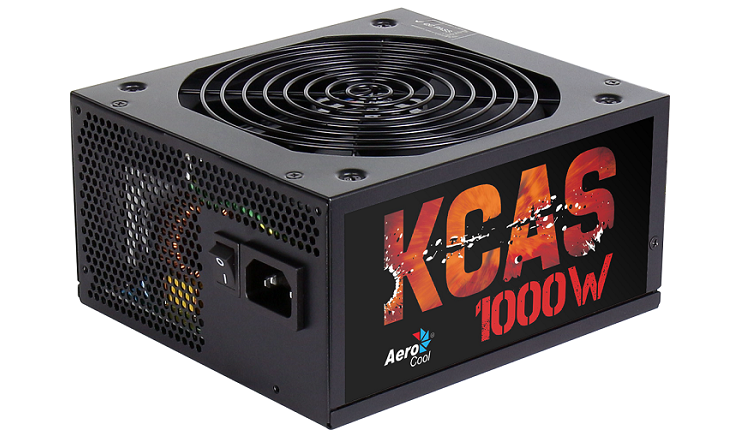 KCAS
1000W
Aero
Cool
O
I